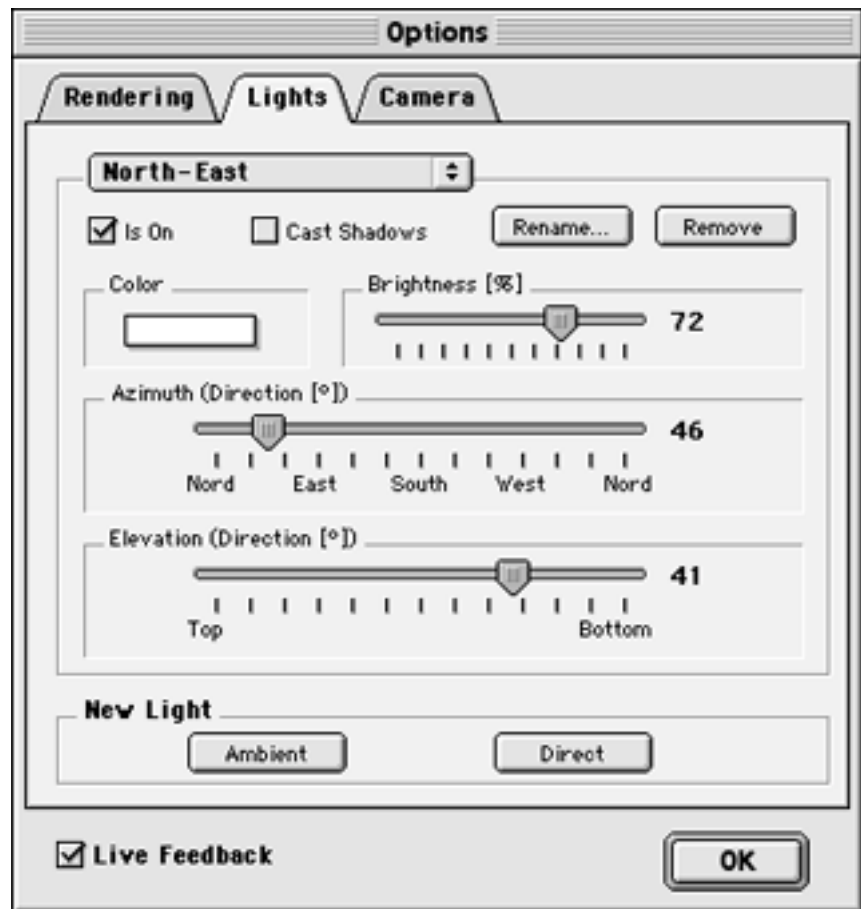 Options
Rendering Lights Camera
North-East
Is On Cast Shadows Rename... Remove
Color Brightness [%]
72
Azimuth (Direction [°])
46
Nord East South West Nord
Elevation (Direction [°])
41
Top Bottom
New Light
Ambient Direct
Live Feedback OK